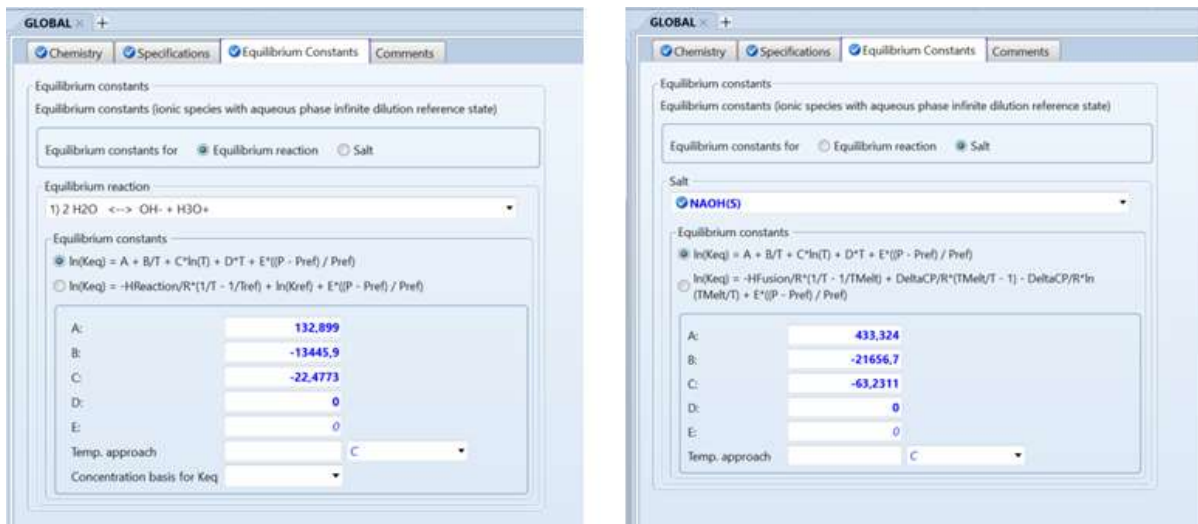 GLOBAL × +
Chemistry Specifications Equilibrium Constants Comments
Equilibrium constants
Equilibrium constants (ionic species with aqueous phase infinite dilution reference state)
Equilibrium constants for Equilibrium reaction Salt
Equilibrium reaction
1) 2 H2O <--> OH- + H3O+
Equilibrium constants
ln(Keq) = A + B/T + C*ln(T) + D*T + E*((P - Pref) / Pref)
ln(Keq) = -HReaction/R*(1/T - 1/Tref) + ln(Kref) + E*((P - Pref) / Pref)
A: 132,899
B: -13445,9
C: -22,4773
D: 0
E: 0
Temp. approach C
Concentration basis for Keq
GLOBAL × +
Chemistry Specifications Equilibrium Constants Comments
Equilibrium constants
Equilibrium constants (ionic species with aqueous phase infinite dilution reference state)
Equilibrium constants for Equilibrium reaction Salt
Salt
NAOH(S)
Equilibrium constants
ln(Keq) = A + B/T + C*ln(T) + D*T + E*((P - Pref) / Pref)
ln(Keq) = -HFusion/R*(1/T - 1/TMelt) + DeltaCP/R*(TMelt/T - 1) - DeltaCP/R*ln
(TMelt/T) + E*((P - Pref) / Pref)
A: 433,324
B: -21656,7
C: -63,2311
D: 0
E: 0
Temp. approach C